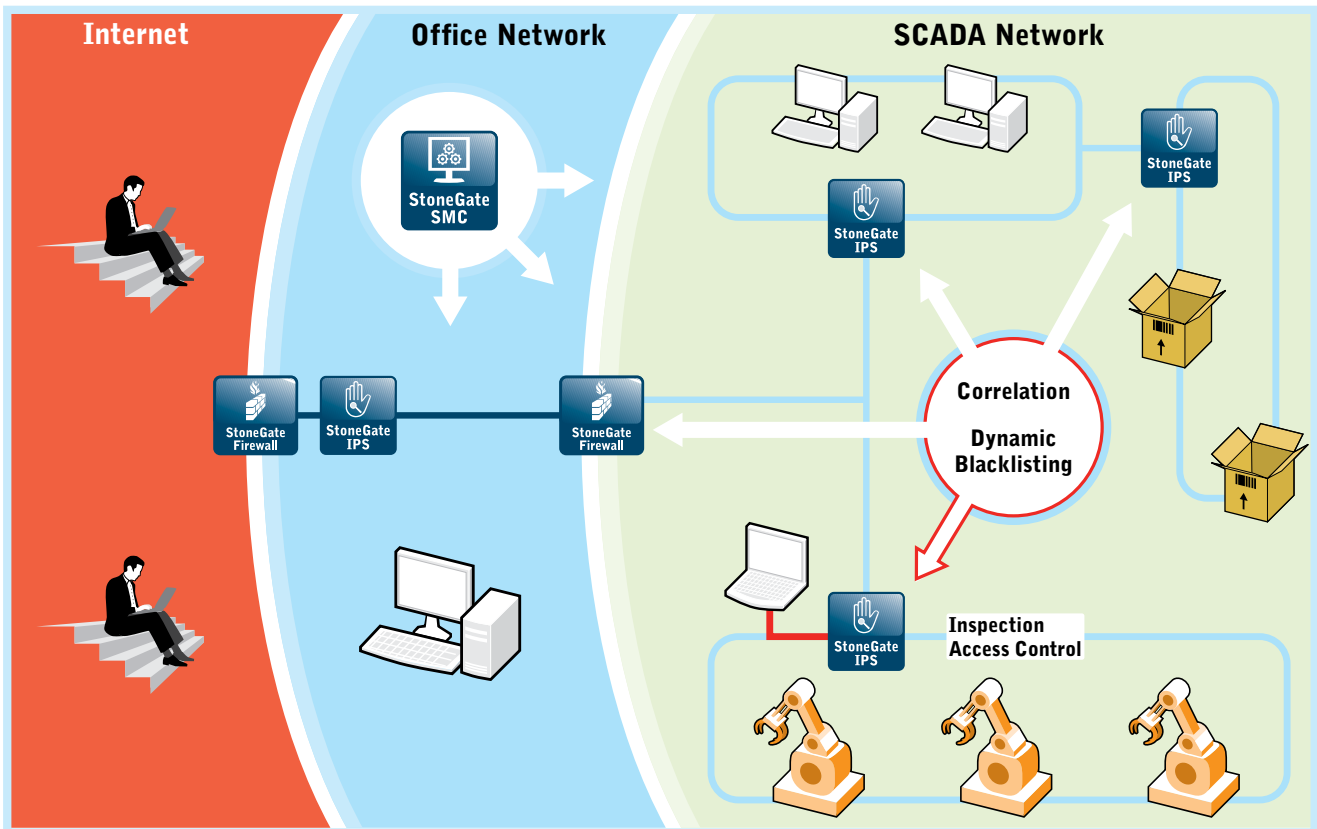 Internet
Office Network
SCADA Network
StoneGate
SMC
StoneGate
IPS
StoneGate
IPS
StoneGate
Firewall
StoneGate
IPS
StoneGate
Firewall
Correlation
Dynamic
Blacklisting
StoneGate
IPS
Inspection
Access Control